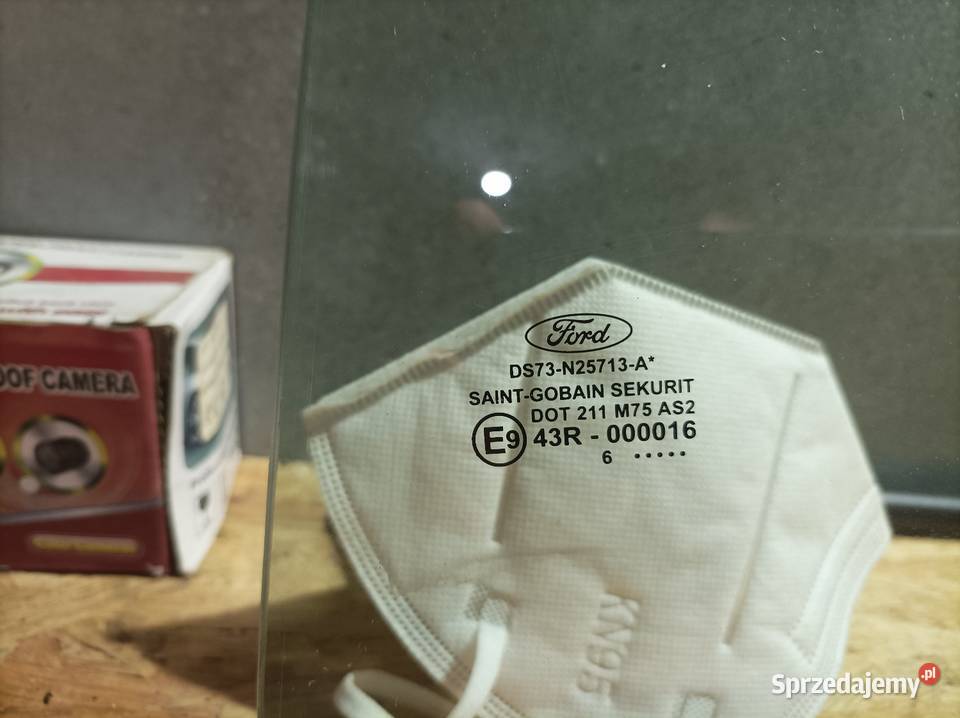 Ford
DS73-N25713-A*
SAINT-GOBAIN SEKURIT
DOT 211 M75 AS2
E9 43R - 000016
6 .....
OOF CAMERA
KN95
Sprzedajemy.pl